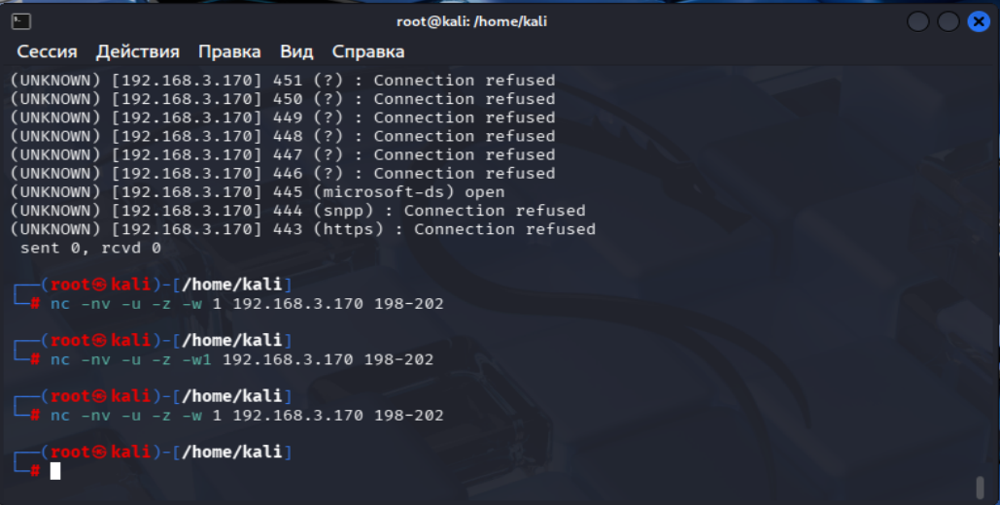 root@kali: /home/kali
Сессия Действия Правка Вид Справка
(UNKNOWN) [192.168.3.170] 451 (?) : Connection refused
(UNKNOWN) [192.168.3.170] 450 (?) : Connection refused
(UNKNOWN) [192.168.3.170] 449 (?) : Connection refused
(UNKNOWN) [192.168.3.170] 448 (?) : Connection refused
(UNKNOWN) [192.168.3.170] 447 (?) : Connection refused
(UNKNOWN) [192.168.3.170] 446 (?) : Connection refused
(UNKNOWN) [192.168.3.170] 445 (microsoft-ds) open
(UNKNOWN) [192.168.3.170] 444 (snpp) : Connection refused
(UNKNOWN) [192.168.3.170] 443 (https) : Connection refused
sent 0, rcvd 0
┌──(root㉿kali)-[/home/kali]
└─# nc -nv -u -z -w 1 192.168.3.170 198-202
┌──(root㉿kali)-[/home/kali]
└─# nc -nv -u -z -w1 192.168.3.170 198-202
┌──(root㉿kali)-[/home/kali]
└─# nc -nv -u -z -w 1 192.168.3.170 198-202
┌──(root㉿kali)-[/home/kali]
└─#